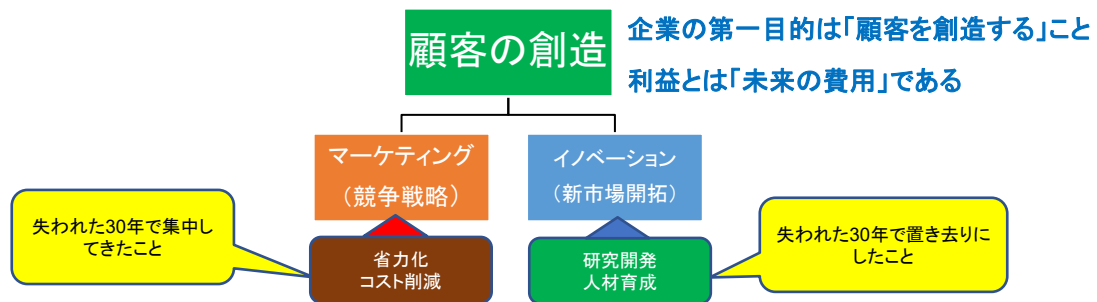 顧客の創造
企業の第一目的は「顧客を創造する」こと
利益とは「未来の費用」である
マーケティング
（競争戦略）
イノベーション
（新市場開拓）
失われた30年で集中し
てきたこと
省力化
コスト削減
研究開発
人材育成
失われた30年で置き去りに
したこと